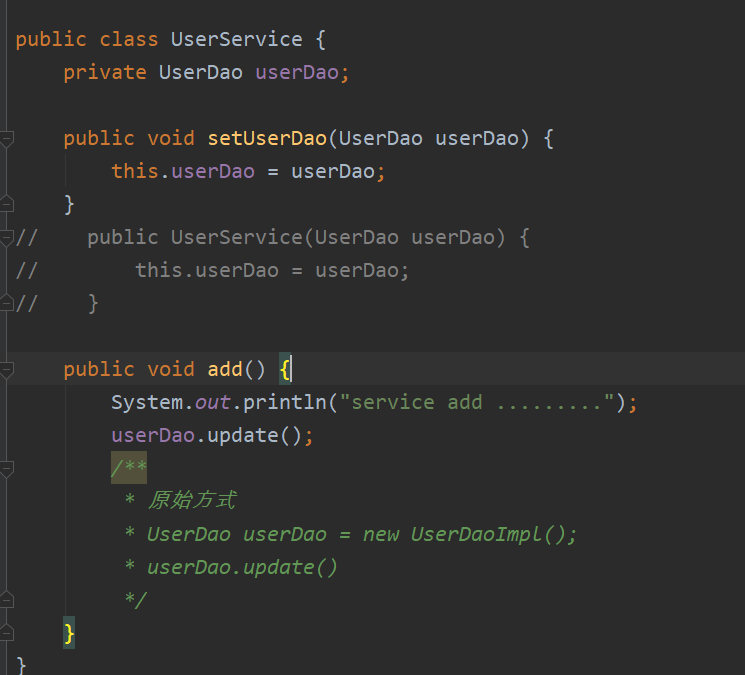 public class UserService {
    private UserDao userDao;

    public void setUserDao(UserDao userDao) {
        this.userDao = userDao;
    }
//    public UserService(UserDao userDao) {
//        this.userDao = userDao;
//    }

    public void add() {
        System.out.println("service add .........");
        userDao.update();
        /**
         * 原始方式
         * UserDao userDao = new UserDaoImpl();
         * userDao.update()
         */
    }
}